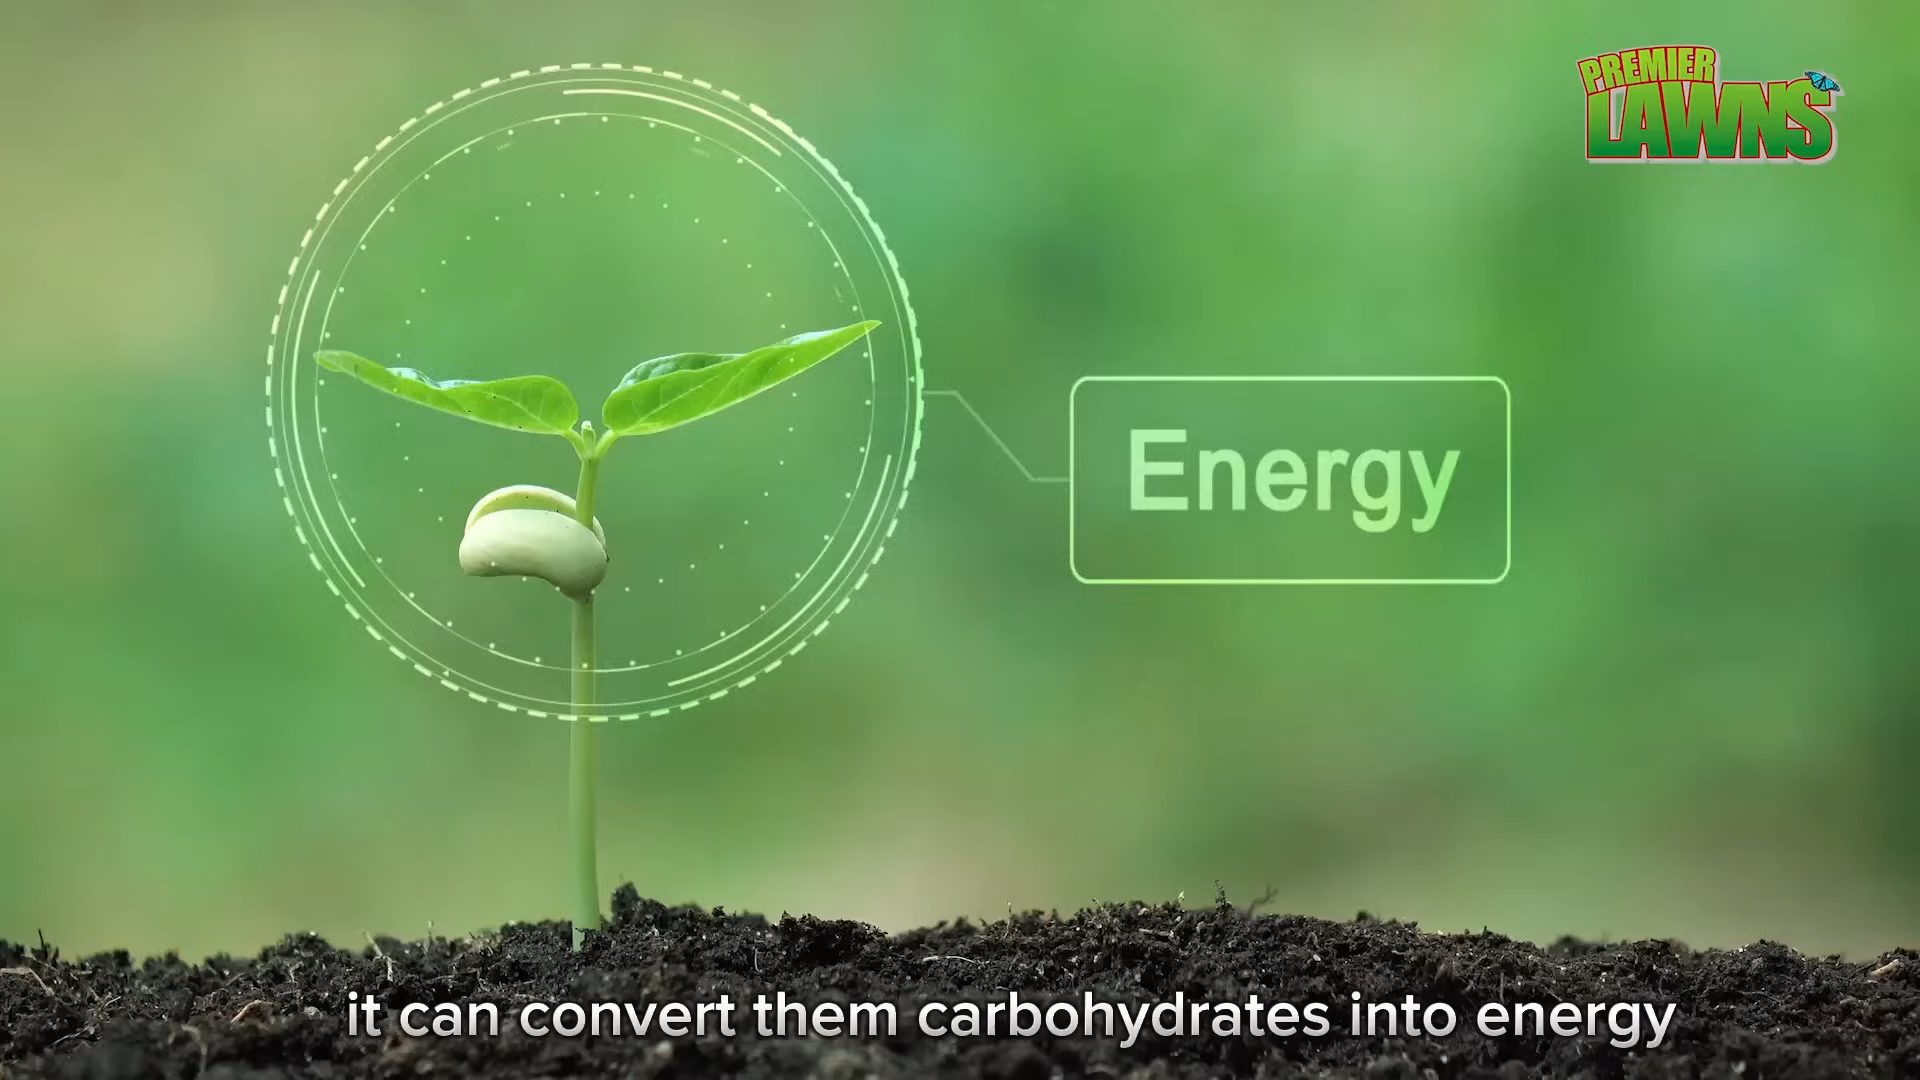 PREMIER
LAWNS
Energy
it can convert them carbohydrates into energy